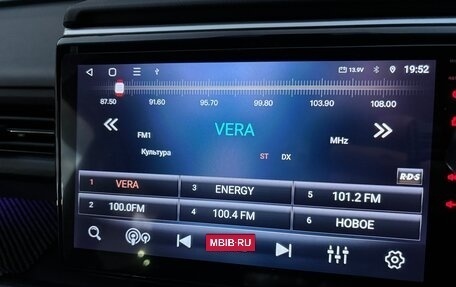 13.9V 19:52
87.50 91.60 95.70 99.80 103.90 108.00
FM1 VERA MHz
Культура ST DX
R·D·S
1 VERA 3 ENERGY 5 101.2 FM
2 100.0FM 4 100.4 FM 6 НОВОЕ
MBIB.RU